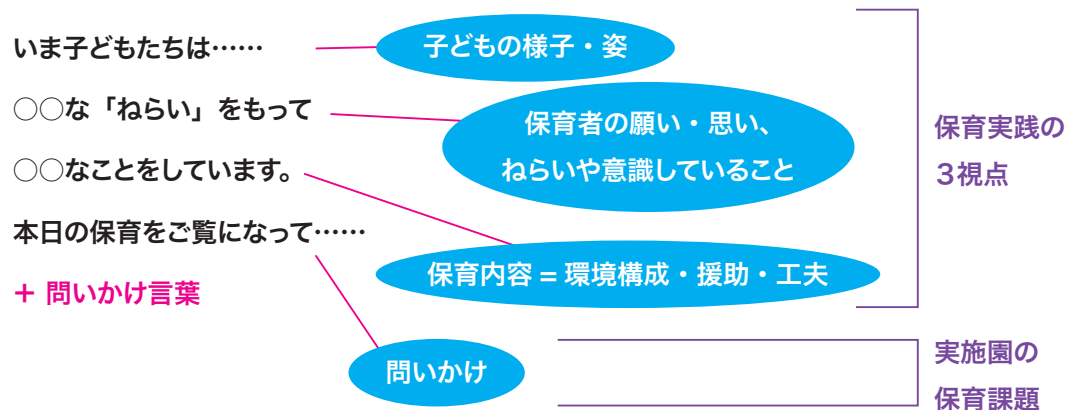 いま子どもたちは……
子どもの様子・姿
○○な「ねらい」をもって
保育者の願い・思い、
ねらいや意識していること
○○なことをしています。
保育内容 = 環境構成・援助・工夫
本日の保育をご覧になって……
+ 問いかけ言葉
問いかけ
保育実践の
3視点
実施園の
保育課題